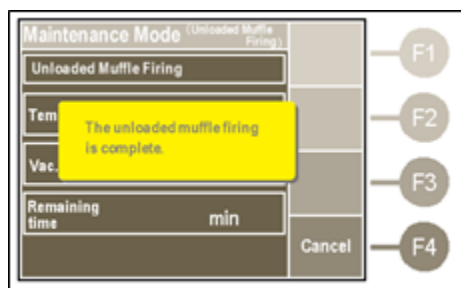 Maintenance Mode (Unloaded Muffle Firing)
Unloaded Muffle Firing
Tem
The unloaded muffle firing
is complete.
Vac.
Remaining
time
min
Cancel
F1
F2
F3
F4